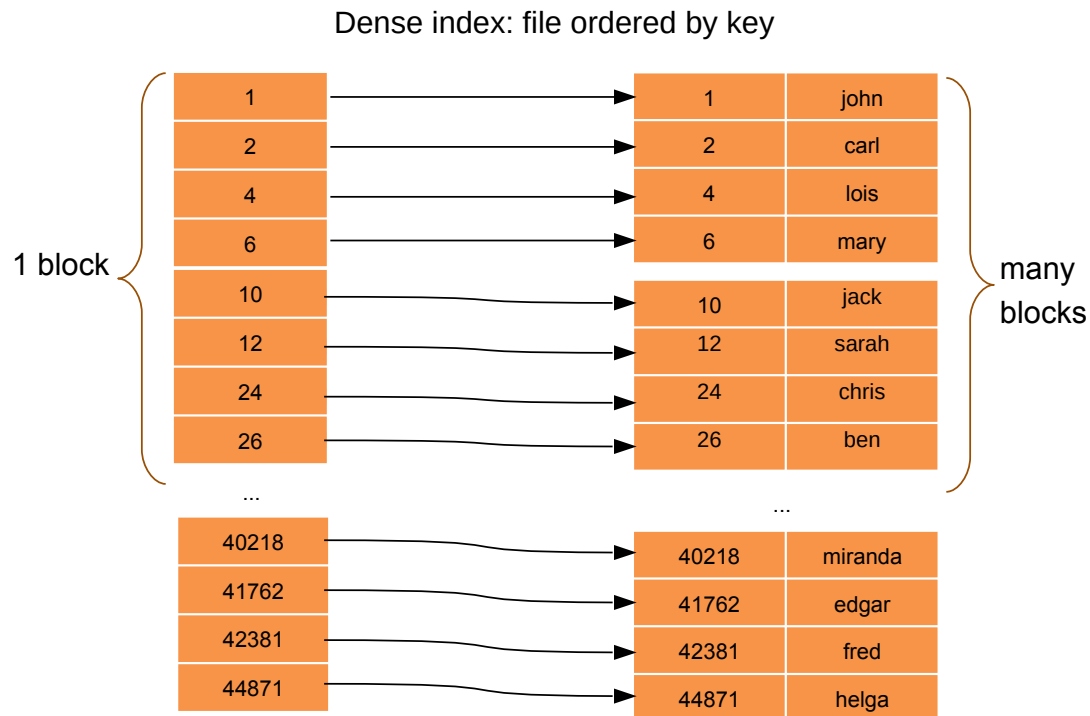 Dense index: file ordered by key
1 1 john
2 2 carl
4 4 lois
6 6 mary
1 block
many
blocks
10 10 jack
12 12 sarah
24 24 chris
26 26 ben
... ...
40218 40218 miranda
41762 41762 edgar
42381 42381 fred
44871 44871 helga